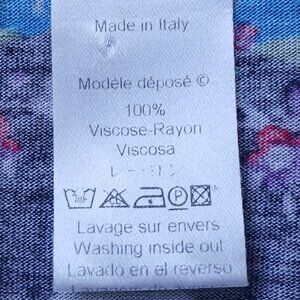 Made in Italy
Modèle déposé ©
100%
Viscose-Rayon
Viscosa
P
Lavage sur envers
Washing inside out
Lavado en el reverso